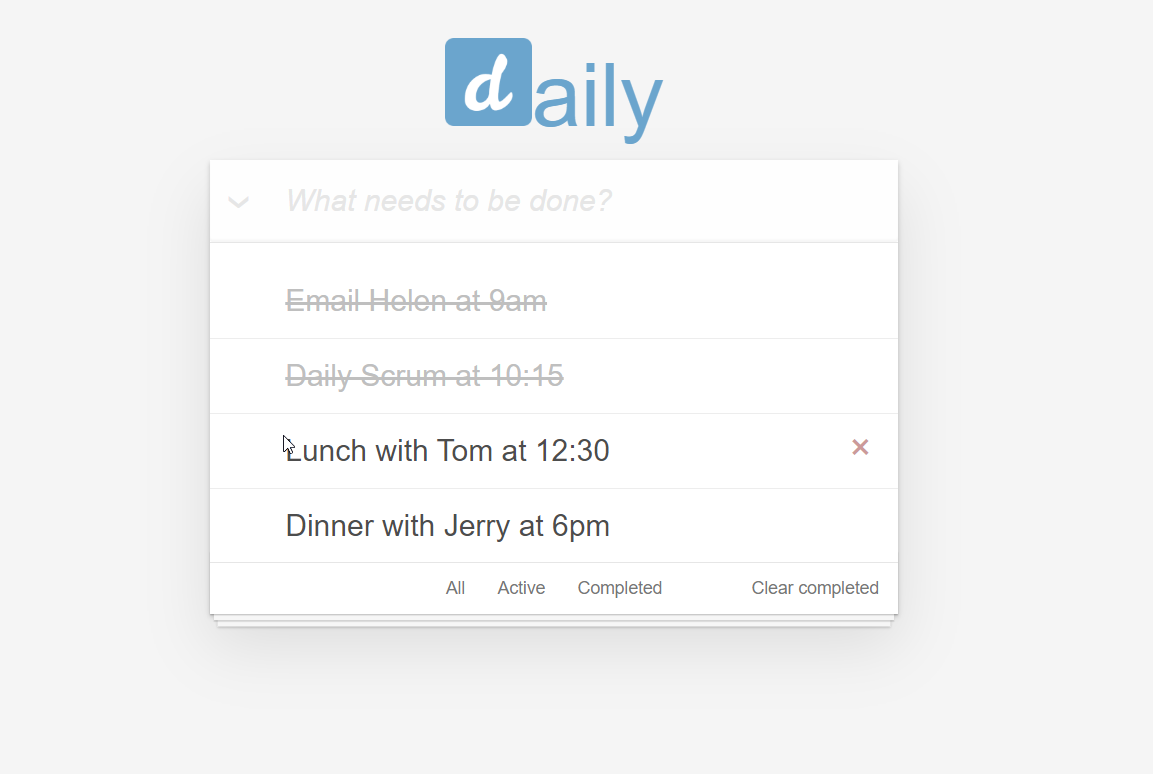 daily
What needs to be done?
Email Helen at 9am
Daily Scrum at 10:15
Lunch with Tom at 12:30
Dinner with Jerry at 6pm
All Active Completed Clear completed